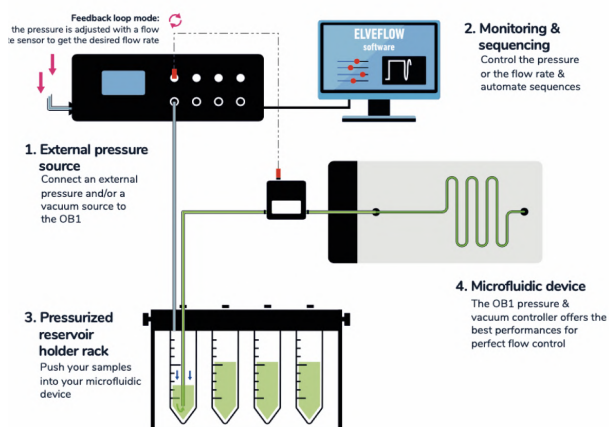 Feedback loop mode:
the pressure is adjusted with a flow
sensor to get the desired flow rate
ELVEFLOW
software
2. Monitoring &
sequencing
Control the pressure
or the flow rate &
automate sequences
1. External pressure
source
Connect an external
pressure and/or a
vacuum source to
the OB1
3. Pressurized
reservoir
holder rack
Push your samples
into your microfluidic
device
4. Microfluidic device
The OB1 pressure &
vacuum controller offers the
best performances for
perfect flow control